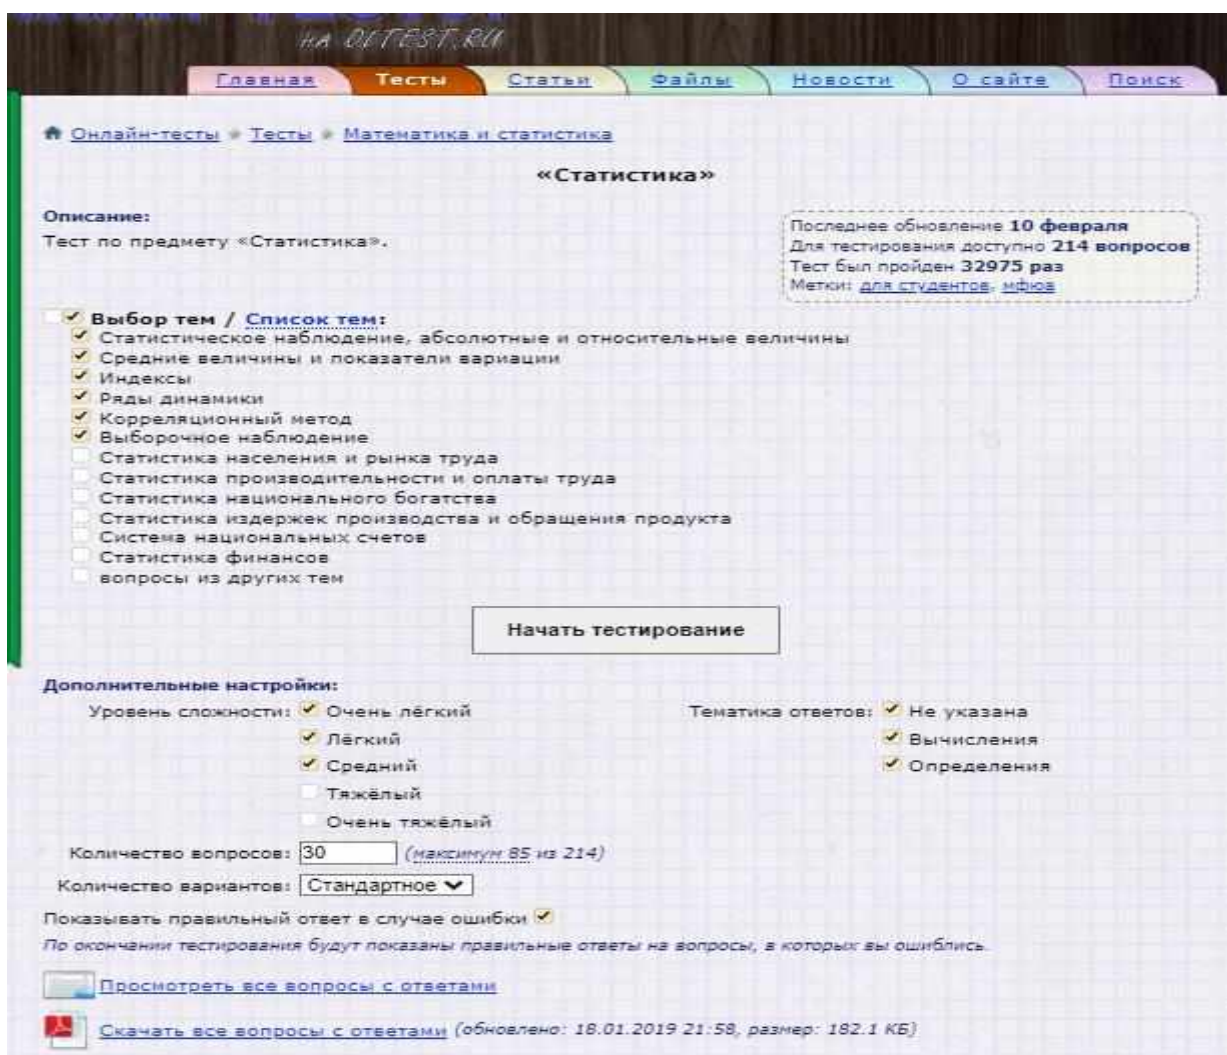 НА OLTEST.RU
Главная Тесты Статьи Файлы Новости О сайте Поиск
Онлайн-тесты Тесты Математика и статистика
«Статистика»
Описание:
Тест по предмету «Статистика».
Последнее обновление 10 февраля
Для тестирования доступно 214 вопросов
Тест был пройден 32975 раз
Метки: для студентов, мфюа
Выбор тем / Список тем:
Статистическое наблюдение, абсолютные и относительные величины
Средние величины и показатели вариации
Индексы
Ряды динамики
Корреляционный метод
Выборочное наблюдение
Статистика населения и рынка труда
Статистика производительности и оплаты труда
Статистика национального богатства
Статистика издержек производства и обращения продукта
Система национальных счетов
Статистика финансов
вопросы из других тем
Начать тестирование
Дополнительные настройки:
Уровень сложности: Очень лёгкий Тематика ответов: Не указана
Лёгкий Вычисления
Средний Определения
Тяжёлый
Очень тяжёлый
Количество вопросов: 30 (максимум 85 из 214)
Количество вариантов: Стандартное
Показывать правильный ответ в случае ошибки
По окончании тестирования будут показаны правильные ответы на вопросы, в которых вы ошиблись.
Просмотреть все вопросы с ответами
Скачать все вопросы с ответами (обновлено: 18.01.2019 21:58, размер: 182.1 КБ)